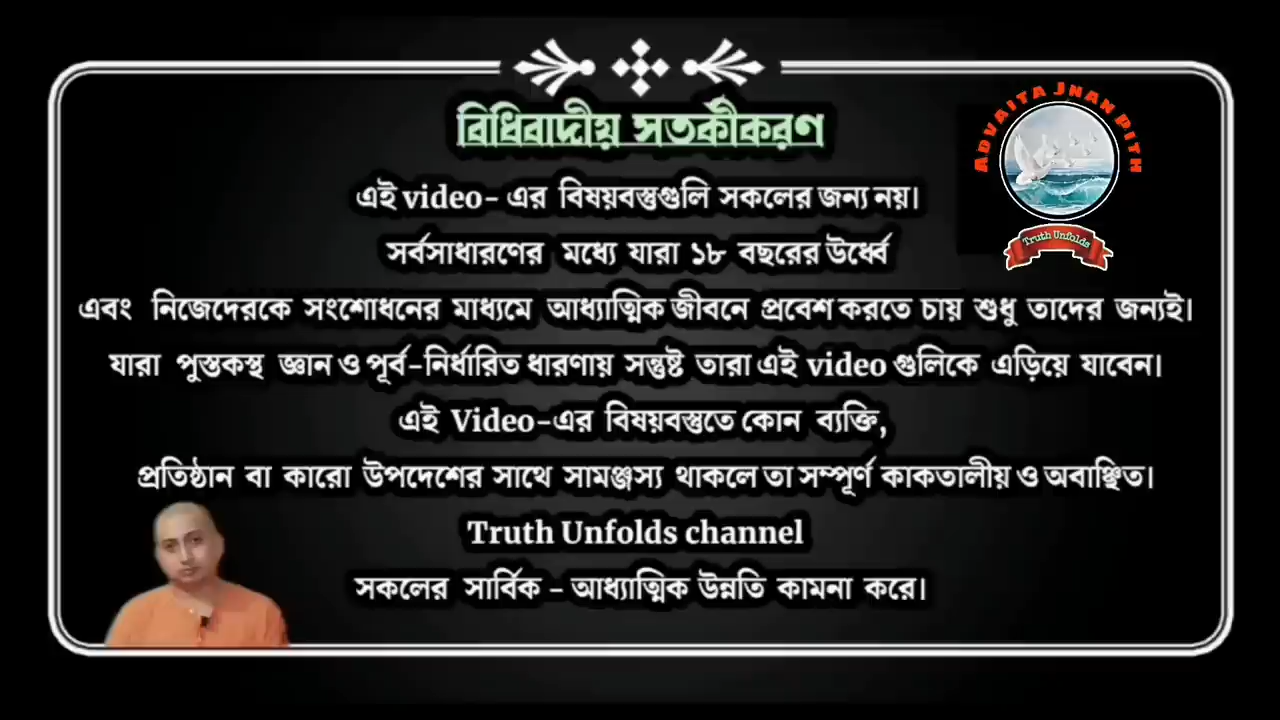 বিধিবাদীয় সতর্কীকরণ
ADVAITA JNAN PITH
Truth Unfolds
এই video- এর বিষয়বস্তুগুলি সকলের জন্য নয়।
সর্বসাধারণের মধ্যে যারা ১৮ বছরের উর্ধ্বে
এবং নিজেদেরকে সংশোধনের মাধ্যমে আধ্যাত্মিক জীবনে প্রবেশ করতে চায় শুধু তাদের জন্যই।
যারা পুস্তকস্থ জ্ঞান ও পূর্ব-নির্ধারিত ধারণায় সন্তুষ্ট তারা এই video গুলিকে এড়িয়ে যাবেন।
এই Video-এর বিষয়বস্তুতে কোন ব্যক্তি,
প্রতিষ্ঠান বা কারো উপদেশের সাথে সামঞ্জস্য থাকলে তা সম্পূর্ণ কাকতালীয় ও অবাঞ্ছিত।
Truth Unfolds channel
সকলের সার্বিক - আধ্যাত্মিক উন্নতি কামনা করে।